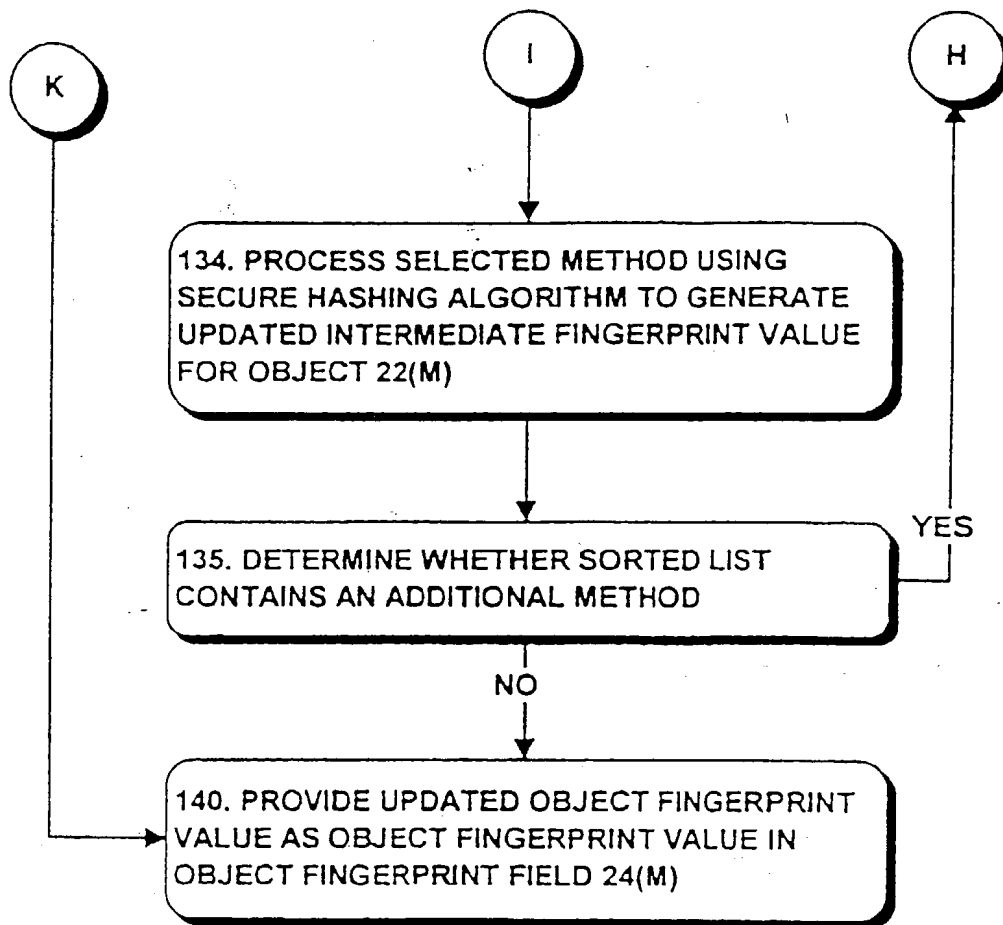 K
I
H
134. PROCESS SELECTED METHOD USING
SECURE HASHING ALGORITHM TO GENERATE
UPDATED INTERMEDIATE FINGERPRINT VALUE
FOR OBJECT 22(M)
YES
135. DETERMINE WHETHER SORTED LIST
CONTAINS AN ADDITIONAL METHOD
NO
140. PROVIDE UPDATED OBJECT FINGERPRINT
VALUE AS OBJECT FINGERPRINT VALUE IN
OBJECT FINGERPRINT FIELD 24(M)